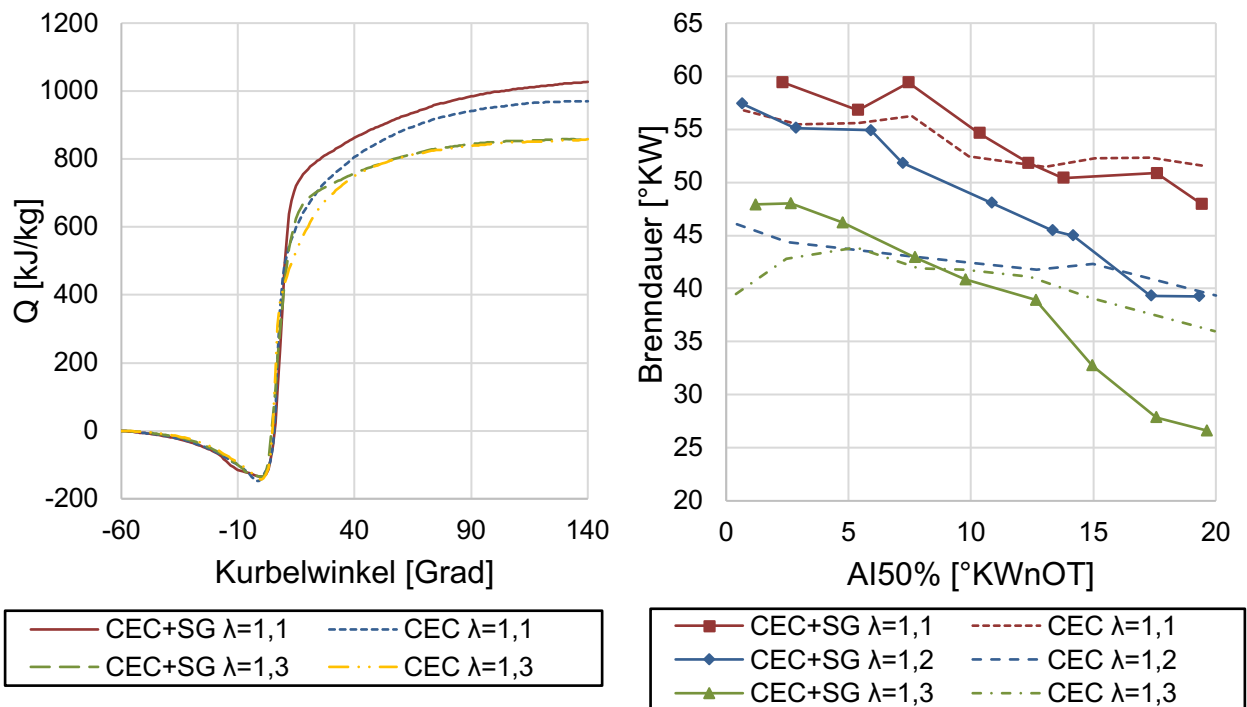 1200
1000
800
600
400
200
0
-200
-60
-10
40
90
140
Q [kJ/kg]
Kurbelwinkel [Grad]
CEC+SG λ=1,1
CEC λ=1,1
CEC+SG λ=1,3
CEC λ=1,3
65
60
55
50
45
40
35
30
25
20
0
5
10
15
20
Brenndauer [°KW]
AI50% [°KWnOT]
CEC+SG λ=1,1
CEC λ=1,1
CEC+SG λ=1,2
CEC λ=1,2
CEC+SG λ=1,3
CEC λ=1,3